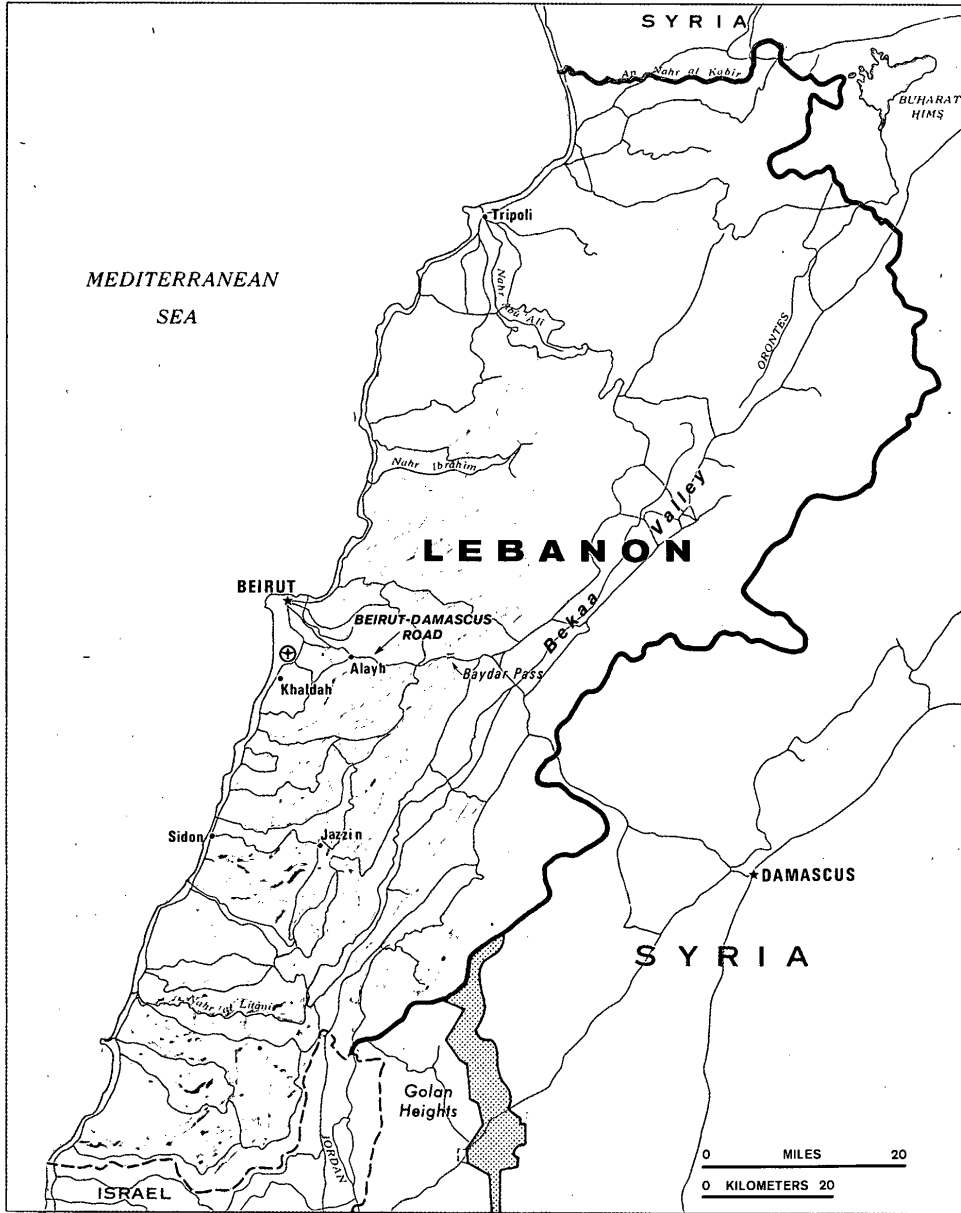 SYRIA
An Nahr al Kabir
BUHARAT
HIMŞ
Tripoli
MEDITERRANEAN
SEA
Nahr Abu Ali
ORONTES
Nahr Ibrahim
Valley
LEBANON
BEIRUT
BEIRUT-DAMASCUS
ROAD
Bekaa
Alayh
Baydar Pass
Khaldah
Sidon
Jazzin
DAMASCUS
SYRIA
Nahr al Litani
Golan
Heights
JORDAN
0 MILES 20
0 KILOMETERS 20
ISRAEL